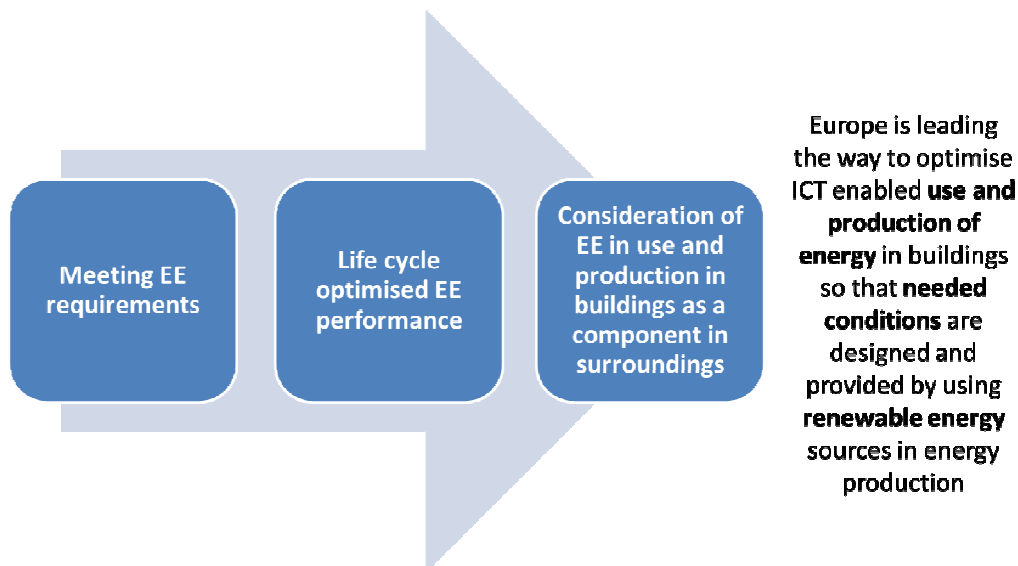 Meeting EE
requirements
Life cycle
optimised EE
performance
Consideration of
EE in use and
production in
buildings as a
component in
surroundings
Europe is leading
the way to optimise
ICT enabled use and
production of
energy in buildings
so that needed
conditions are
designed and
provided by using
renewable energy
sources in energy
production